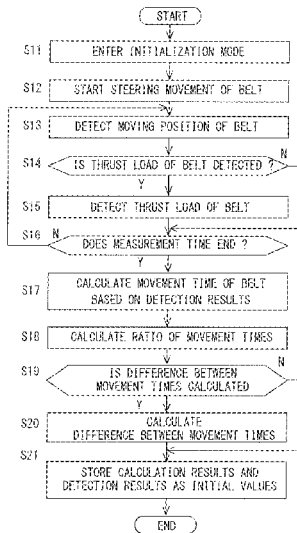 START
S11
ENTER INITIALIZATION MODE
S12
START STEERING MOVEMENT OF BELT
S13
DETECT MOVING POSITION OF BELT
S14
IS THRUST LOAD OF BELT DETECTED ?
N
Y
S15
DETECT THRUST LOAD OF BELT
S16
N
DOES MEASUREMENT TIME END ?
Y
S17
CALCULATE MOVEMENT TIME OF BELT
BASED ON DETECTION RESULTS
S18
CALCULATE RATIO OF MOVEMENT TIMES
S19
IS DIFFERENCE BETWEEN
MOVEMENT TIMES CALCULATED
N
Y
S20
CALCULATE
DIFFERENCE BETWEEN MOVEMENT TIMES
S21
STORE CALCULATION RESULTS AND
DETECTION RESULTS AS INITIAL VALUES
END